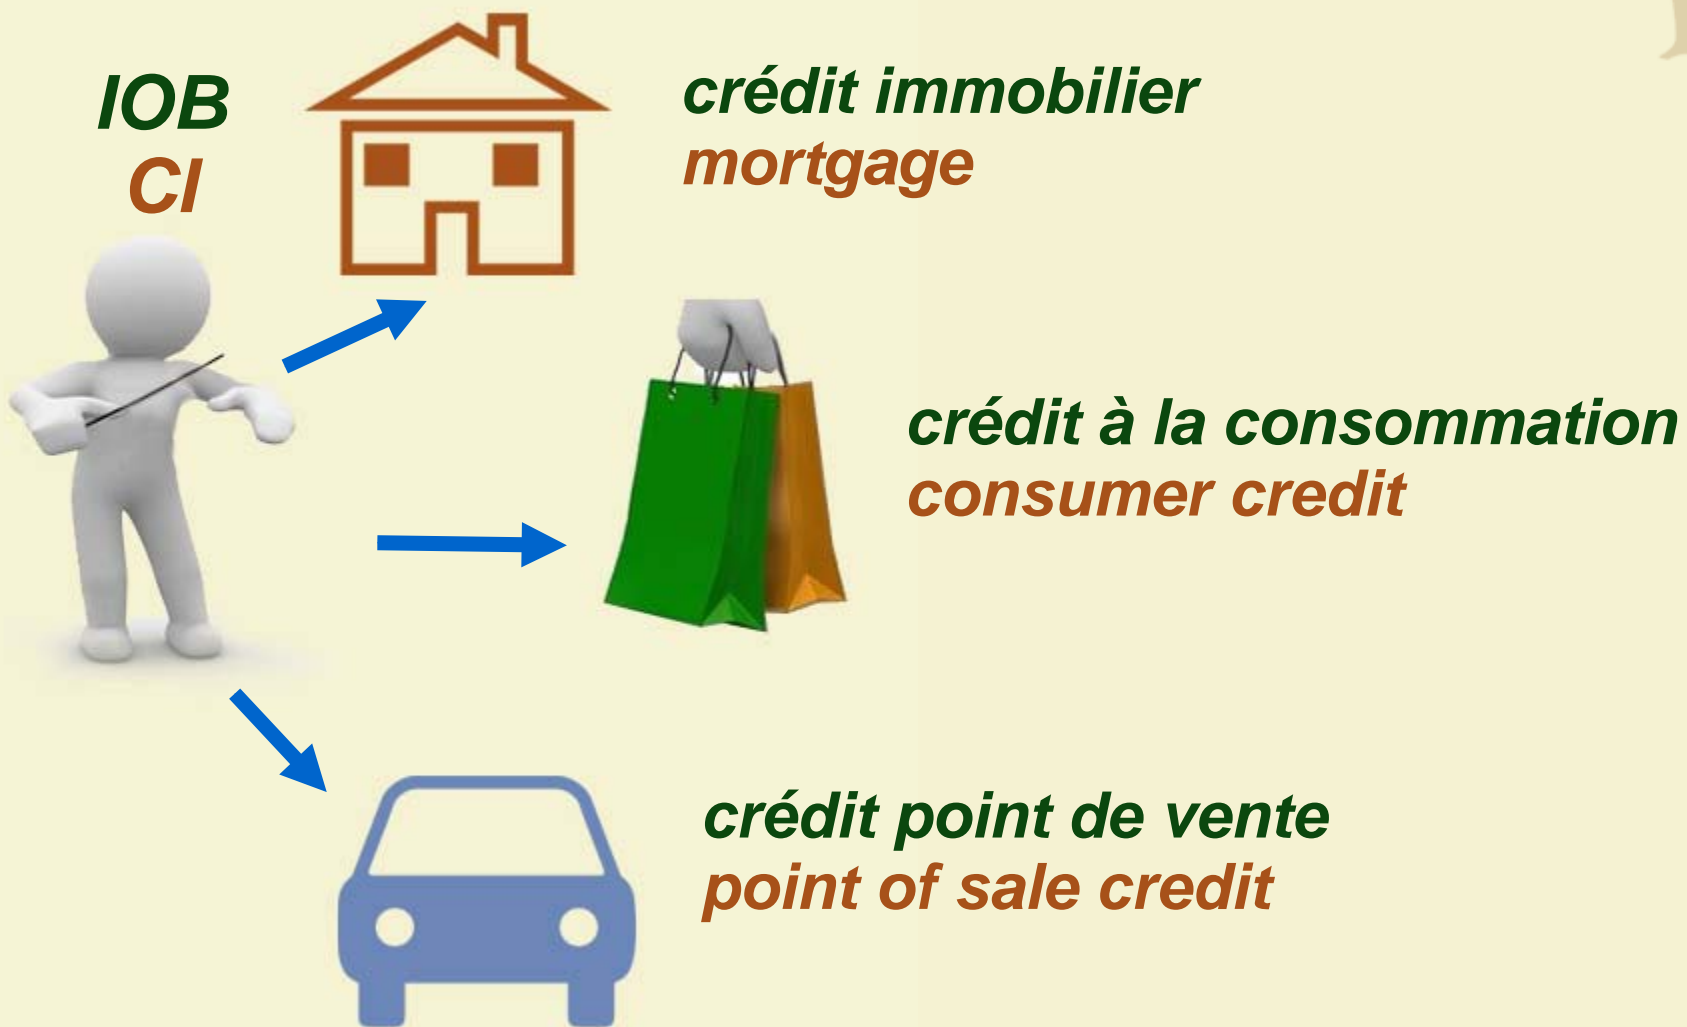 IOB
CI
crédit immobilier
mortgage
crédit à la consommation
consumer credit
crédit point de vente
point of sale credit